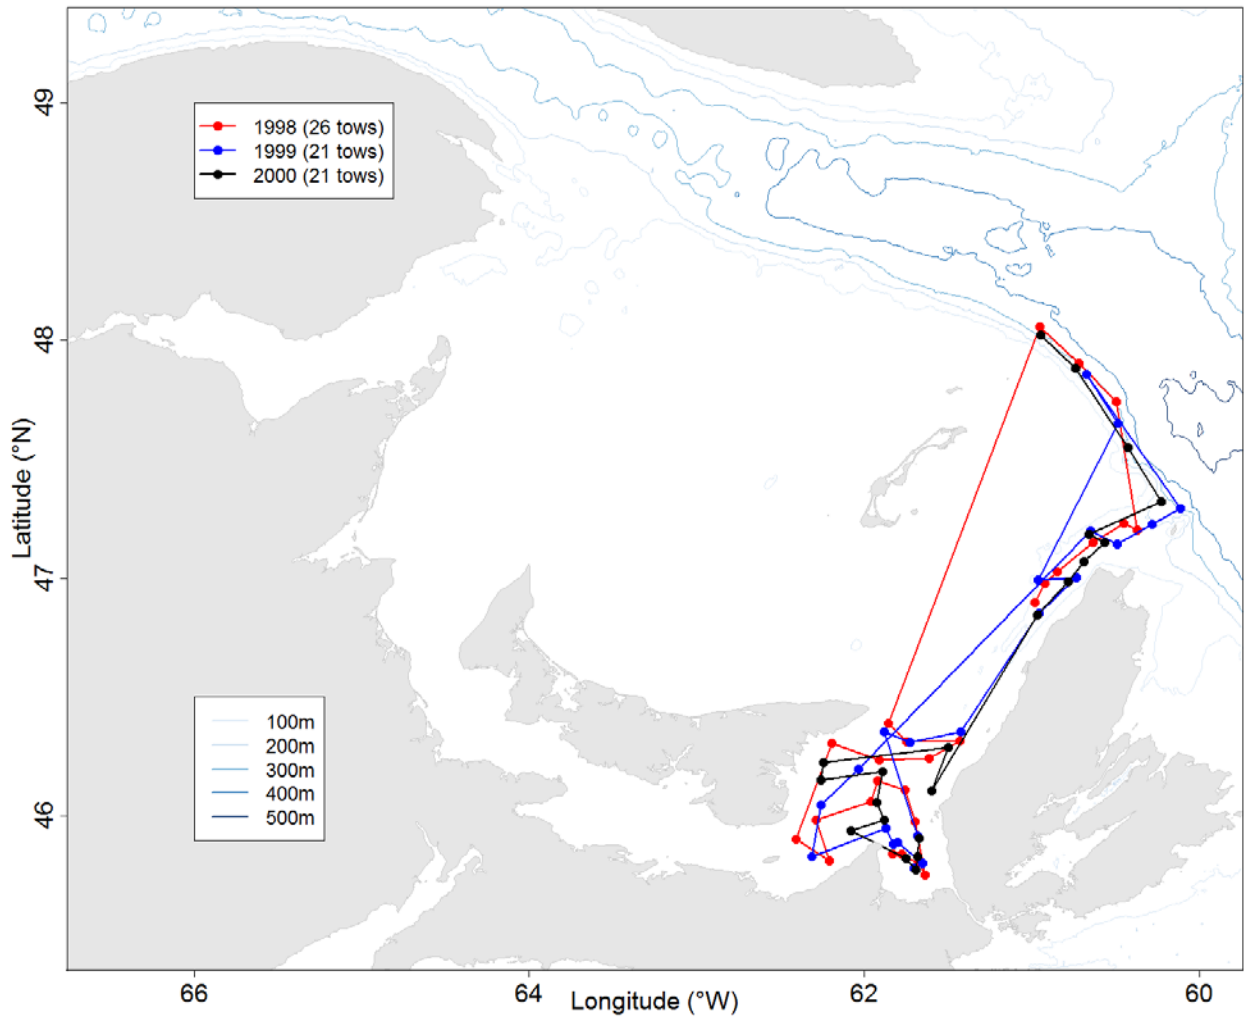 49
48
47
46
Latitude (°N)
1998 (26 tows)
1999 (21 tows)
2000 (21 tows)
100m
200m
300m
400m
500m
66
64
62
60
Longitude (°W)